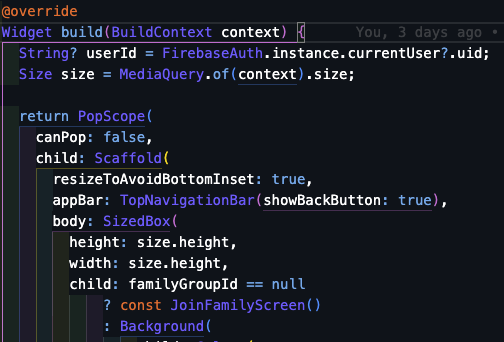 @override
Widget build(BuildContext context) { You, 3 days ago •
String? userId = FirebaseAuth.instance.currentUser?.uid;
Size size = MediaQuery.of(context).size;
return PopScope(
canPop: false,
child: Scaffold(
resizeToAvoidBottomInset: true,
appBar: TopNavigationBar(showBackButton: true),
body: SizedBox(
height: size.height,
width: size.height,
child: familyGroupId == null
? const JoinFamilyScreen()
: Background(